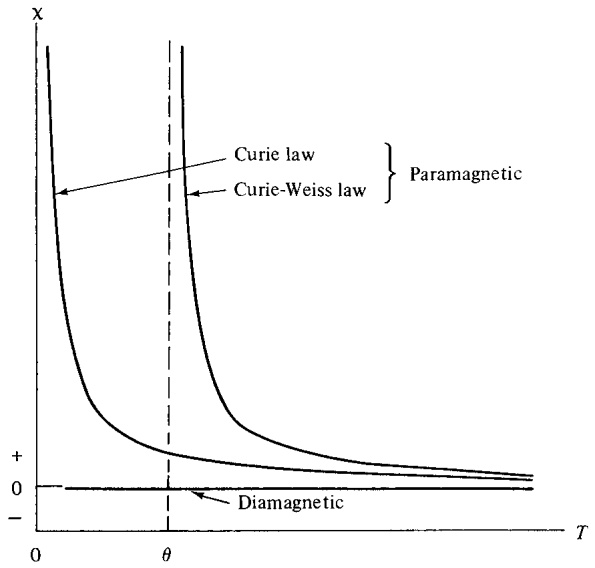 χ
Curie law
Curie-Weiss law
Paramagnetic
+
0
Diamagnetic
−
T
0
θ